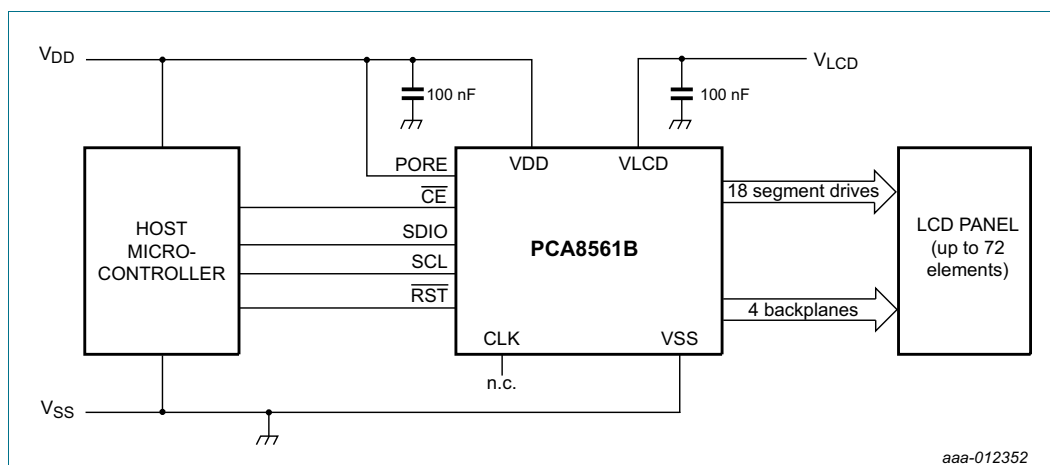 VDD
VLCD
100 nF
100 nF
PORE
VDD
VLCD
CE
SDIO
SCL
RST
HOST
MICRO-
CONTROLLER
PCA8561B
18 segment drives
4 backplanes
LCD PANEL
(up to 72
elements)
CLK
VSS
n.c.
VSS
aaa-012352